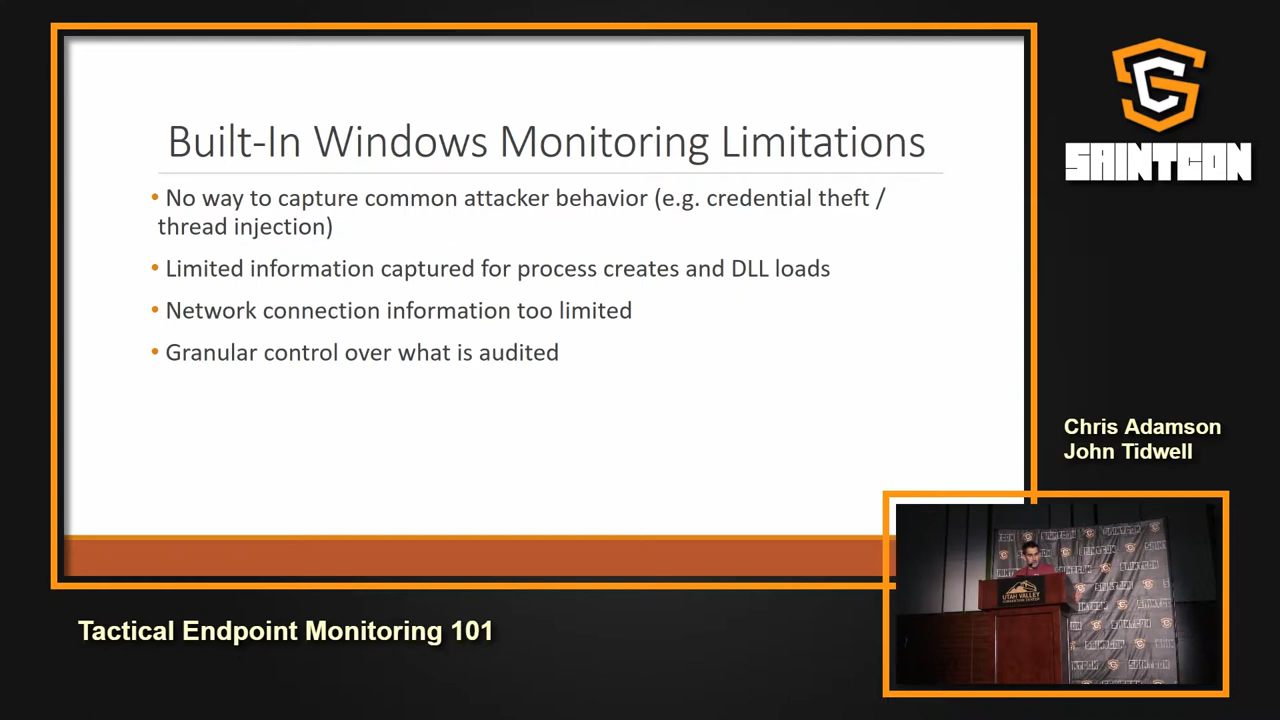 Built-In Windows Monitoring Limitations
• No way to capture common attacker behavior (e.g. credential theft /
thread injection)
• Limited information captured for process creates and DLL loads
• Network connection information too limited
• Granular control over what is audited
SAINTCON
Chris Adamson
John Tidwell
UTAH VALLEY
Tactical Endpoint Monitoring 101